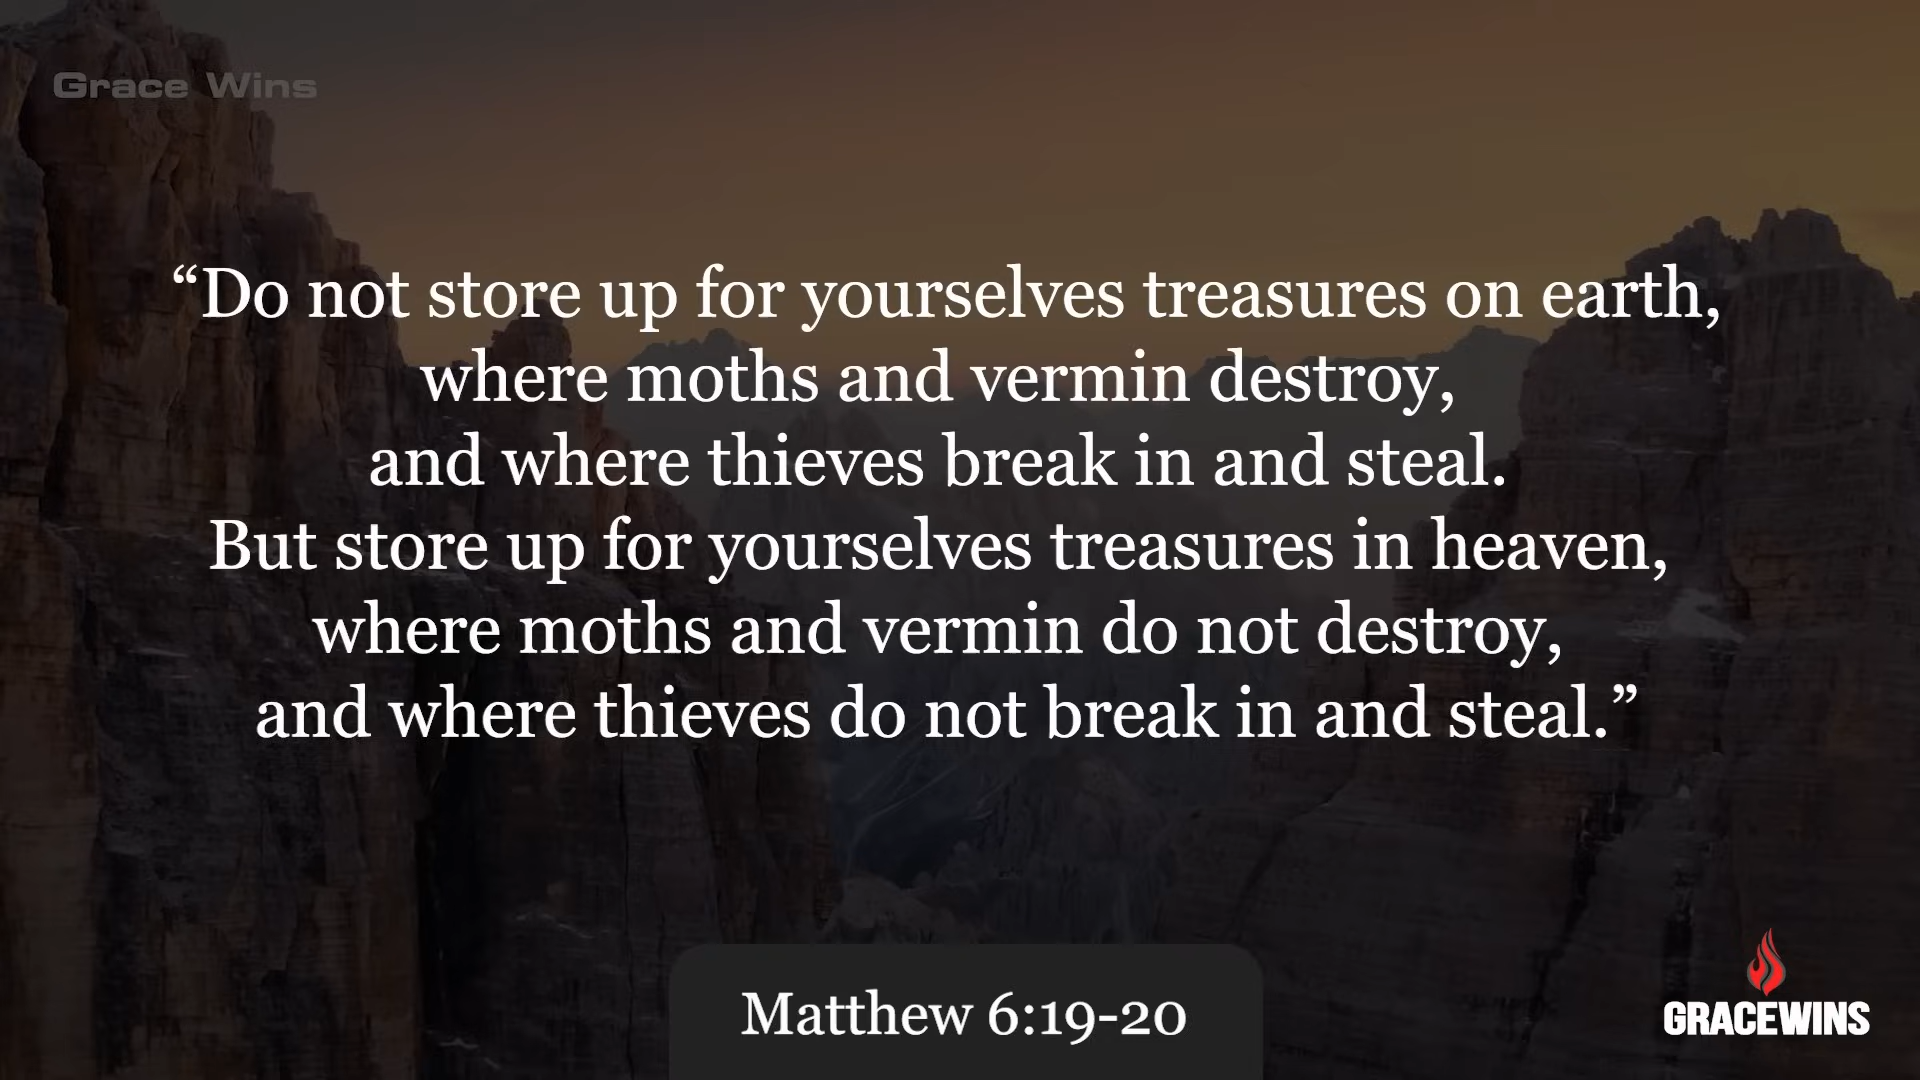 Grace Wins
“Do not store up for yourselves treasures on earth,
where moths and vermin destroy,
and where thieves break in and steal.
But store up for yourselves treasures in heaven,
where moths and vermin do not destroy,
and where thieves do not break in and steal.”
Matthew 6:19-20
GRACEWINS